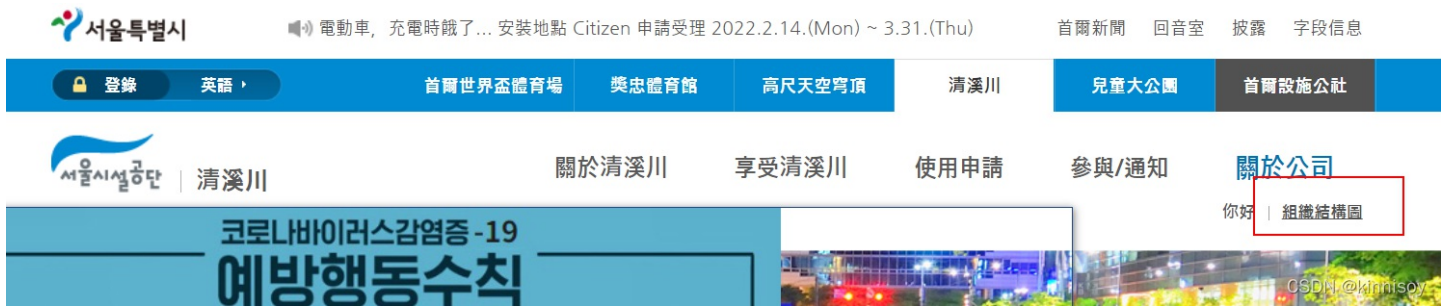 서울특별시 電動車, 充電時餓了... 安裝地點 Citizen 申請受理 2022.2.14.(Mon) ~ 3.31.(Thu) 首爾新聞 回音室 披露 字段信息
登錄 英語 首爾世界盃體育場 獎忠體育館 高尺天空穹頂 清溪川 兒童大公園 首爾設施公社
서울시설공단 清溪川 關於清溪川 享受清溪川 使用申請 參與/通知 關於公司
你好 | 組織結構圖
코로나바이러스감염증-19
예방행동수칙
CSDN @kinnisoy